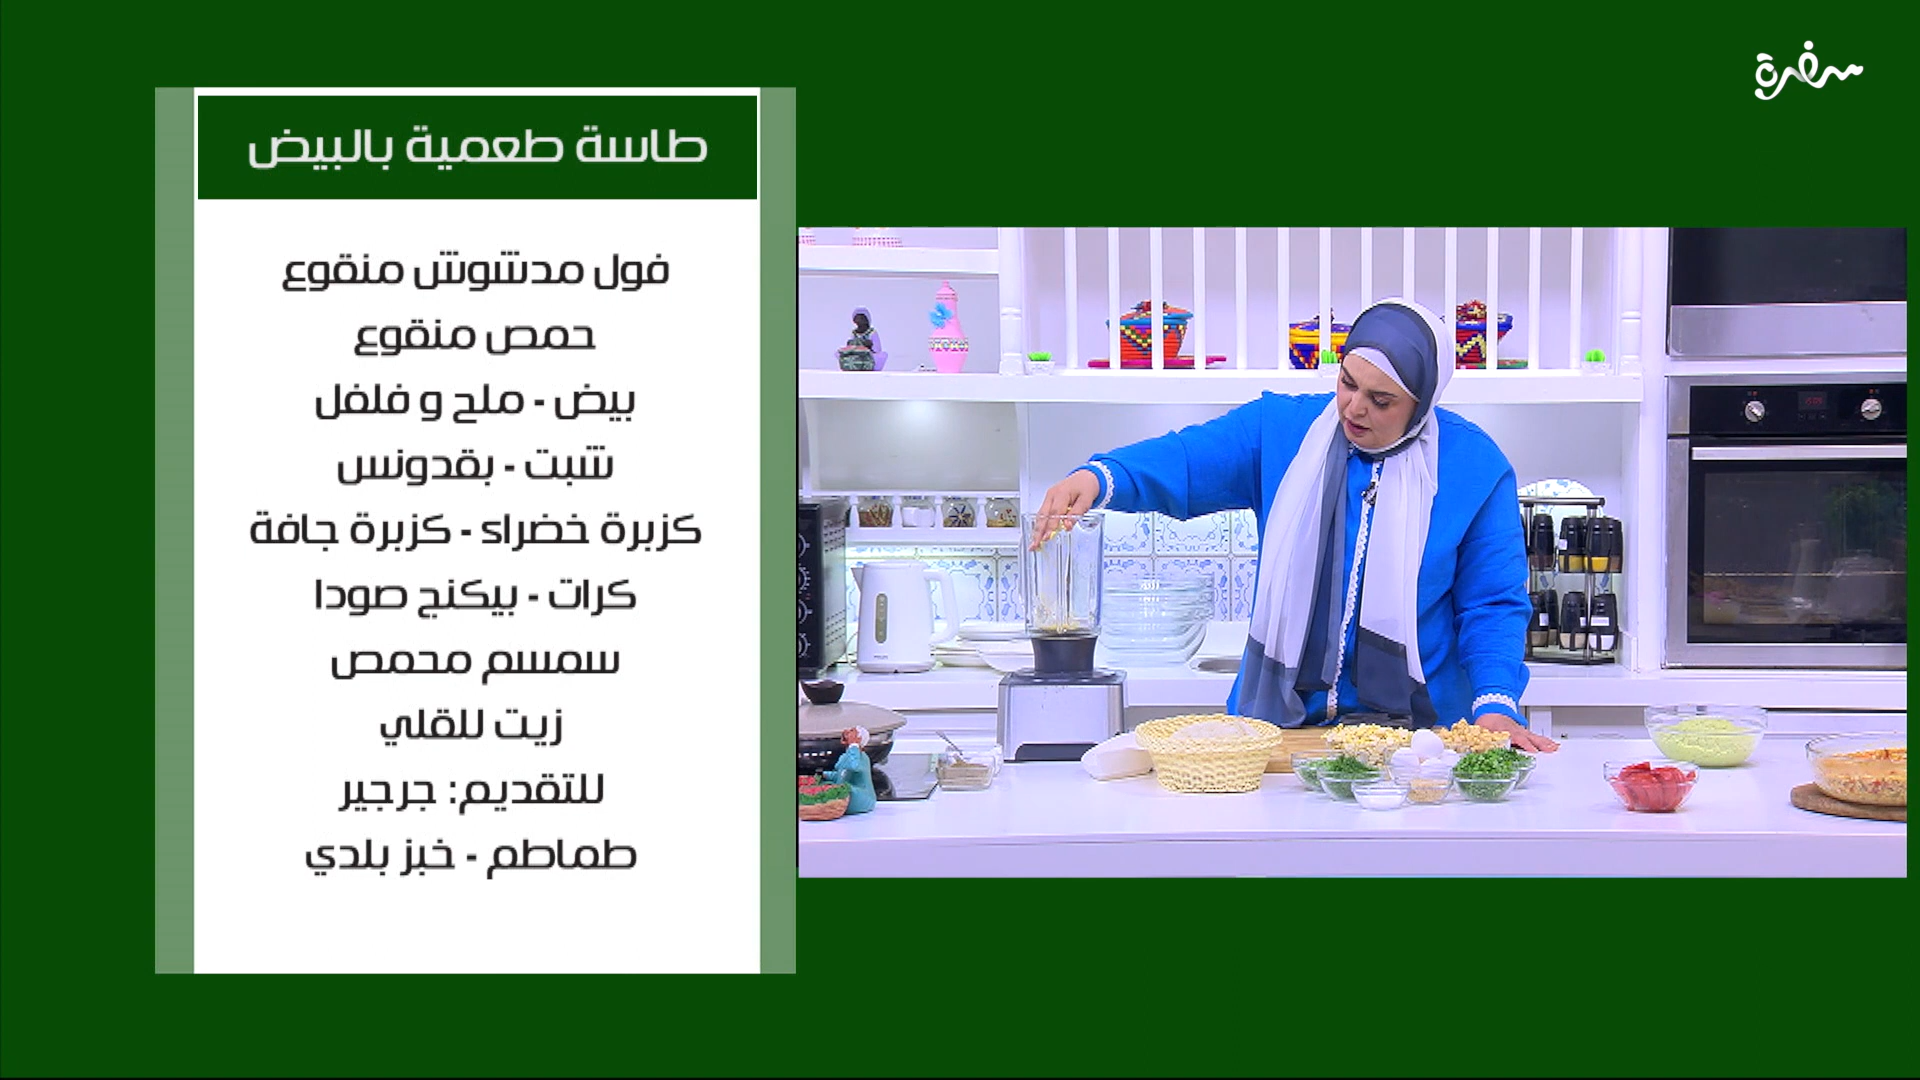 سفرة
طاسة طعمية بالبيض
فول مدشوش منقوع
حمص منقوع
بيض - ملح و فلفل
شبت - بقدونس
كزبرة خضراء - كزبرة جافة
كرات - بيكنج صودا
سمسم محمص
زيت للقلي
للتقديم: جرجير
طماطم - خبز بلدي